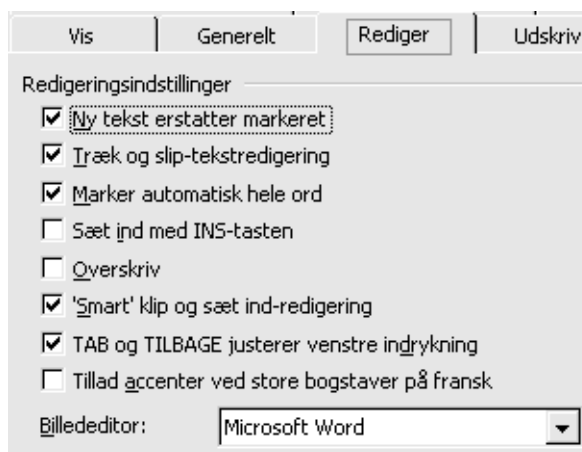 Vis Generelt Rediger Udskriv
Redigeringsindstillinger
Ny tekst erstatter markeret
Træk og slip-tekstredigering
Marker automatisk hele ord
Sæt ind med INS-tasten
Overskriv
'Smart' klip og sæt ind-redigering
TAB og TILBAGE justerer venstre indrykning
Tillad accenter ved store bogstaver på fransk
Billededitor: Microsoft Word